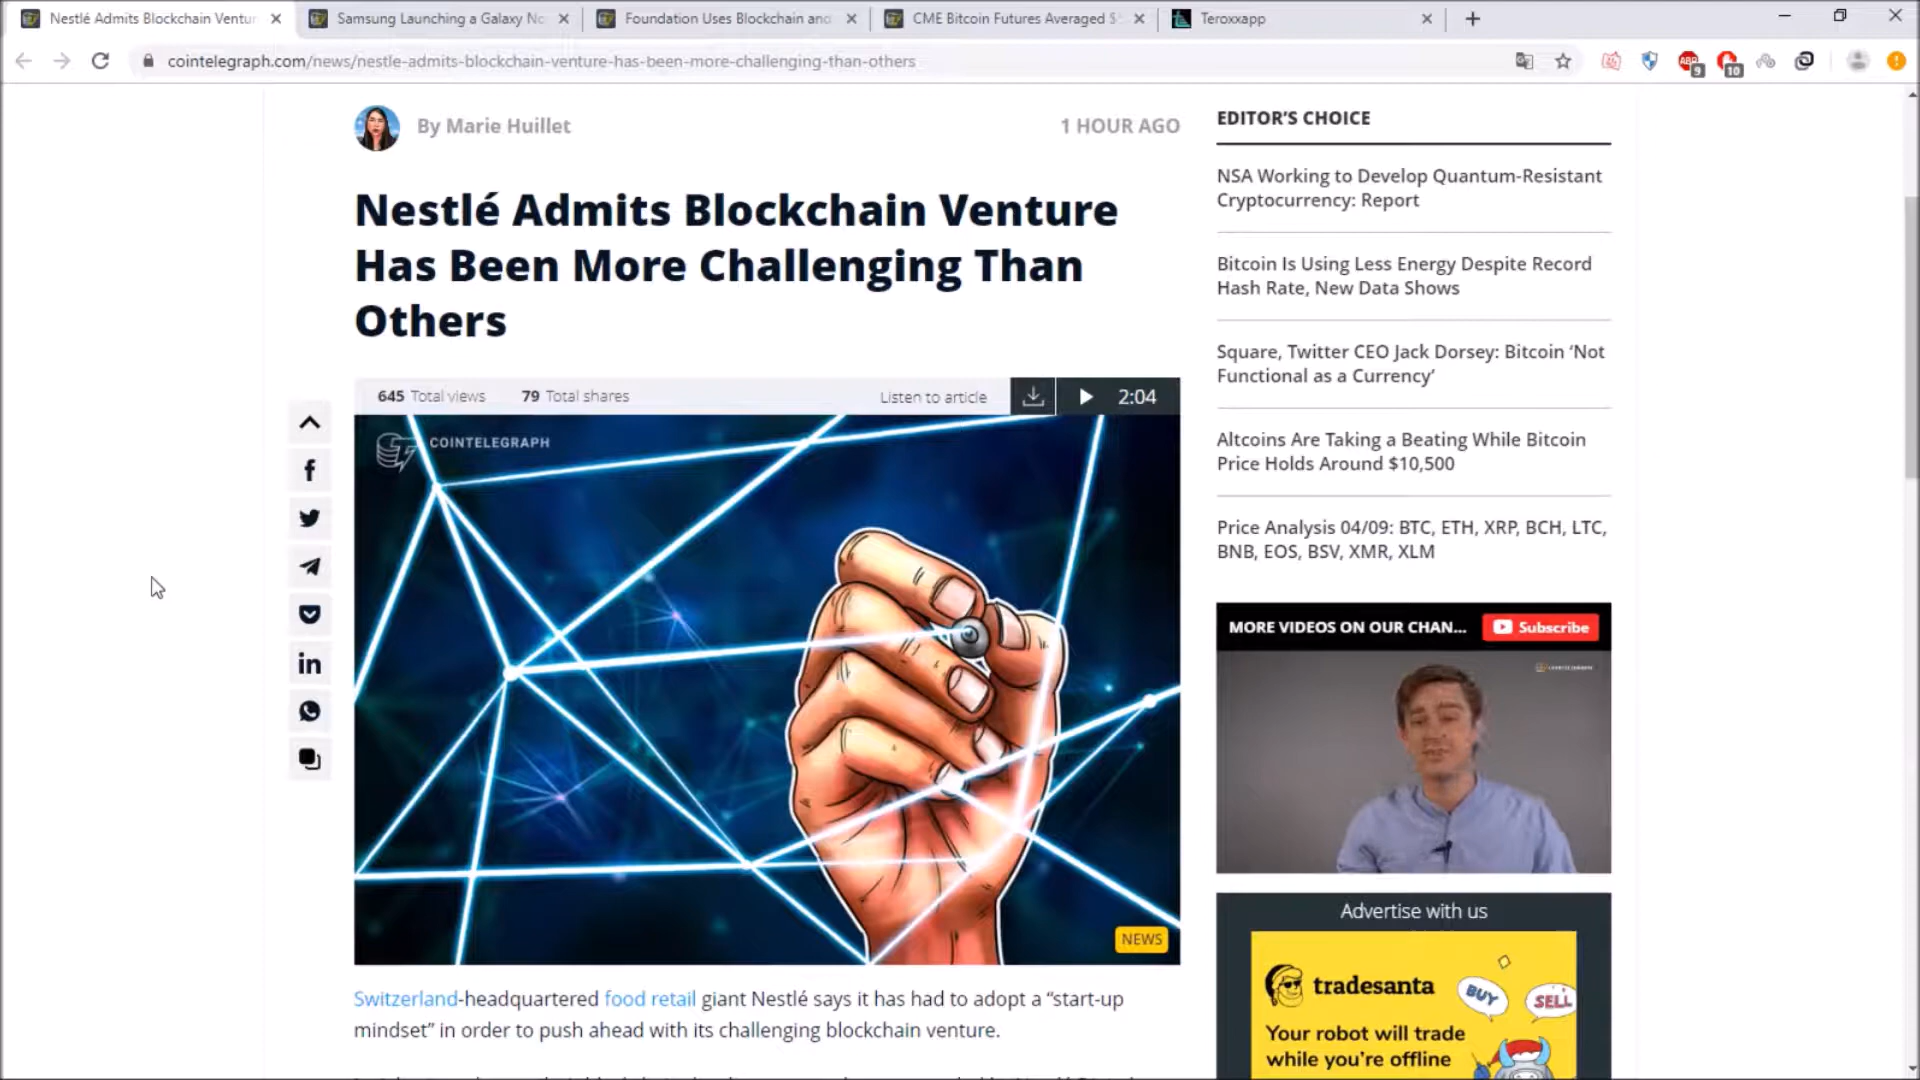 Nestlé Admits Blockchain Ventur
Samsung Launching a Galaxy No
Foundation Uses Blockchain and
CME Bitcoin Futures Averaged $
Teroxxapp
cointelegraph.com/news/nestle-admits-blockchain-venture-has-been-more-challenging-than-others
ABP
9
10
By Marie Huillet
1 HOUR AGO
Nestlé Admits Blockchain Venture
Has Been More Challenging Than
Others
645 Total views
79 Total shares
Listen to article
2:04
COINTELEGRAPH
NEWS
Switzerland-headquartered food retail giant Nestlé says it has had to adopt a “start-up
mindset” in order to push ahead with its challenging blockchain venture.
EDITOR’S CHOICE
NSA Working to Develop Quantum-Resistant
Cryptocurrency: Report
Bitcoin Is Using Less Energy Despite Record
Hash Rate, New Data Shows
Square, Twitter CEO Jack Dorsey: Bitcoin ‘Not
Functional as a Currency’
Altcoins Are Taking a Beating While Bitcoin
Price Holds Around $10,500
Price Analysis 04/09: BTC, ETH, XRP, BCH, LTC,
BNB, EOS, BSV, XMR, XLM
MORE VIDEOS ON OUR CHAN...
Subscribe
Advertise with us
tradesanta
BUY
SELL
Your robot will trade
while you’re offline